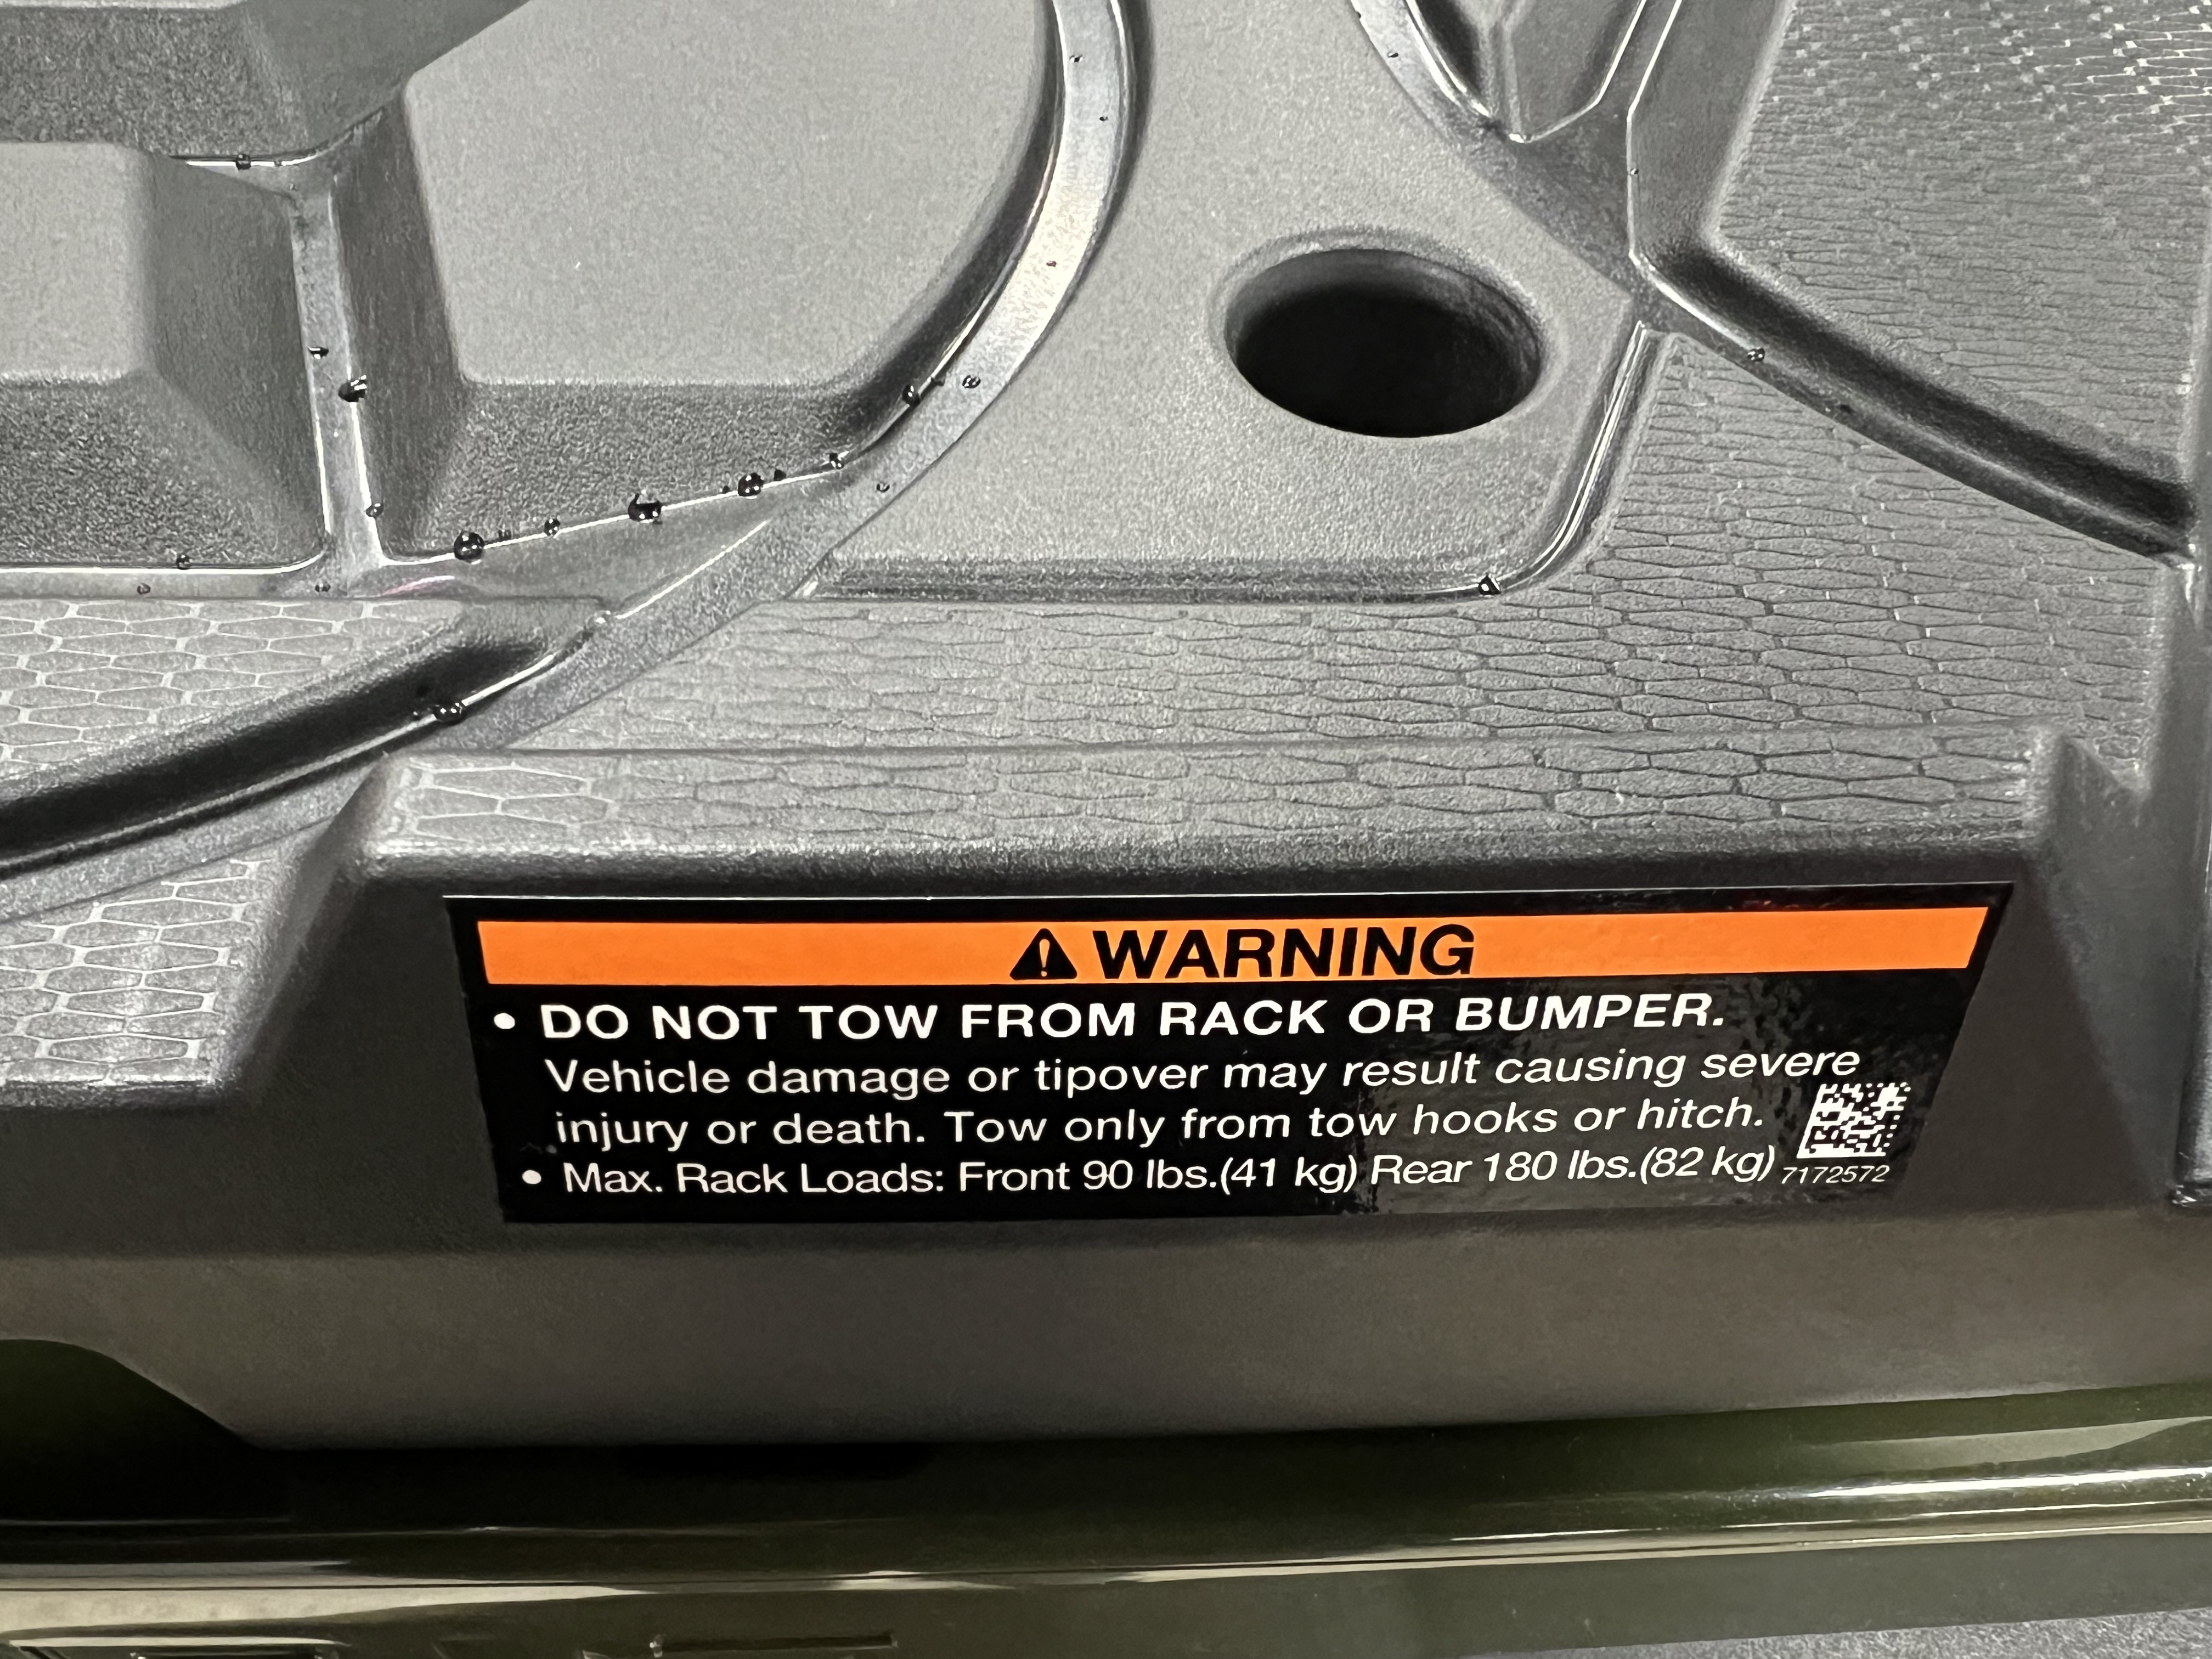 WARNING
• DO NOT TOW FROM RACK OR BUMPER.
Vehicle damage or tipover may result causing severe
injury or death. Tow only from tow hooks or hitch.
• Max. Rack Loads: Front 90 lbs.(41 kg) Rear 180 lbs.(82 kg) 7172572